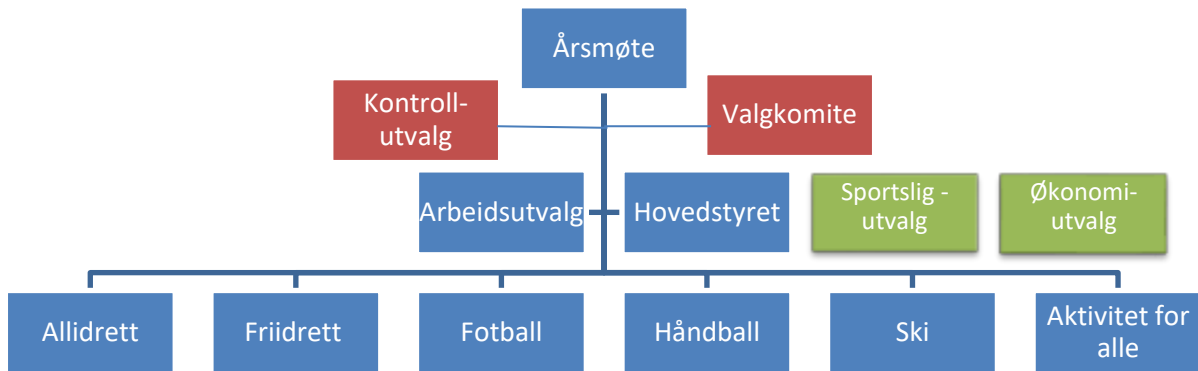 Årsmøte
Kontroll-
utvalg
Valgkomite
Arbeidsutvalg
Hovedstyret
Sportslig -
utvalg
Økonomi-
utvalg
Allidrett
Friidrett
Fotball
Håndball
Ski
Aktivitet for
alle